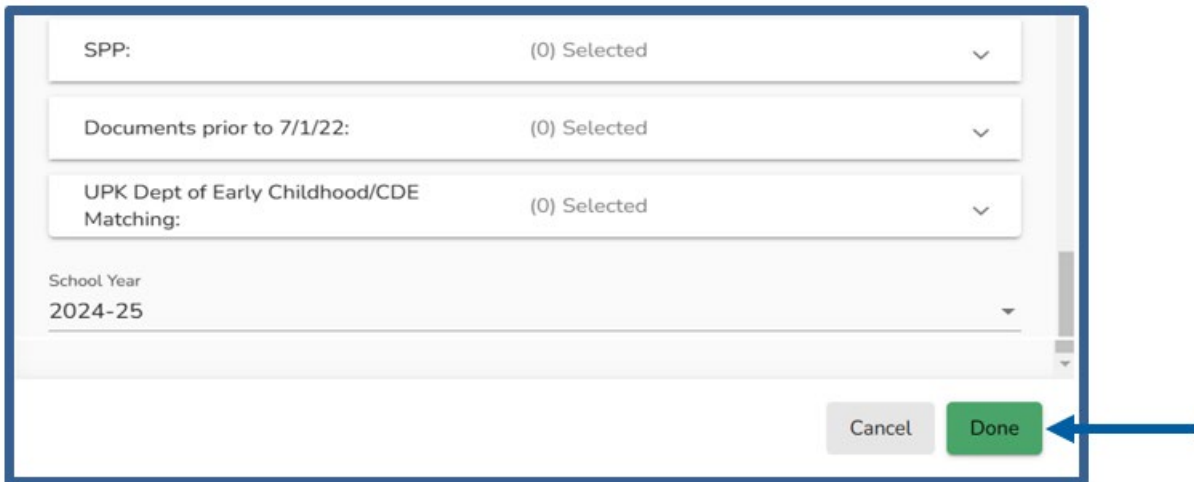 SPP: (0) Selected
Documents prior to 7/1/22: (0) Selected
UPK Dept of Early Childhood/CDE
Matching: (0) Selected
School Year
2024-25
Cancel Done